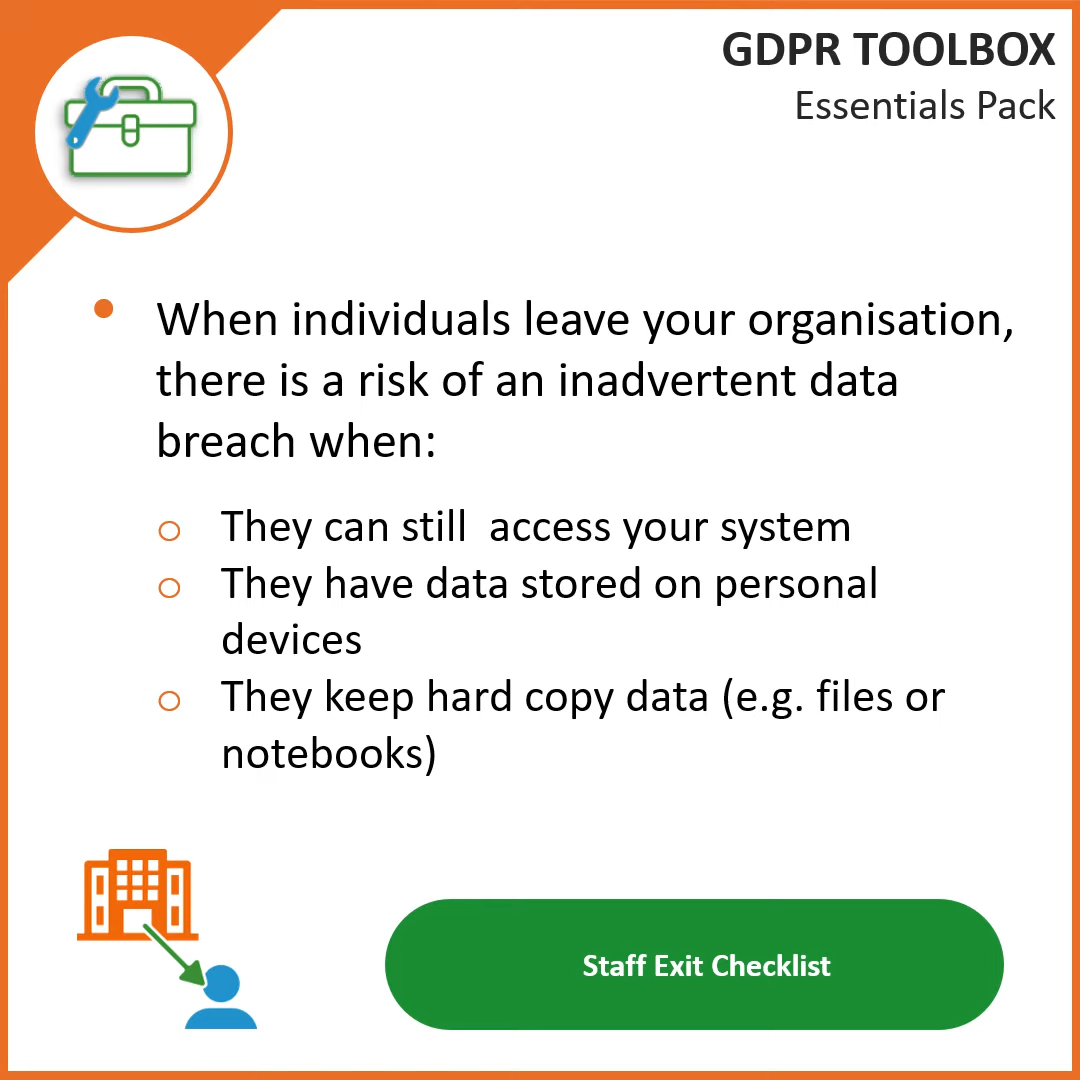 GDPR TOOLBOX
Essentials Pack
• When individuals leave your organisation,
there is a risk of an inadvertent data
breach when:
o They can still  access your system
o They have data stored on personal
devices
o They keep hard copy data (e.g. files or
notebooks)
Staff Exit Checklist